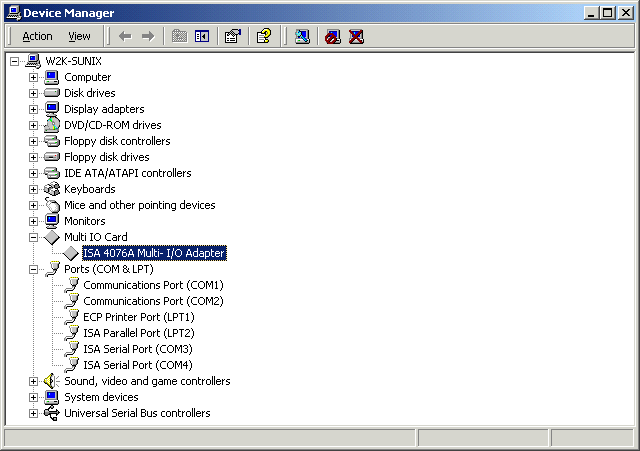 Device Manager
Action View
W2K-SUNIX
Computer
Disk drives
Display adapters
DVD/CD-ROM drives
Floppy disk controllers
Floppy disk drives
IDE ATA/ATAPI controllers
Keyboards
Mice and other pointing devices
Monitors
Multi IO Card
ISA 4076A Multi- I/O Adapter
Ports (COM & LPT)
Communications Port (COM1)
Communications Port (COM2)
ECP Printer Port (LPT1)
ISA Parallel Port (LPT2)
ISA Serial Port (COM3)
ISA Serial Port (COM4)
Sound, video and game controllers
System devices
Universal Serial Bus controllers